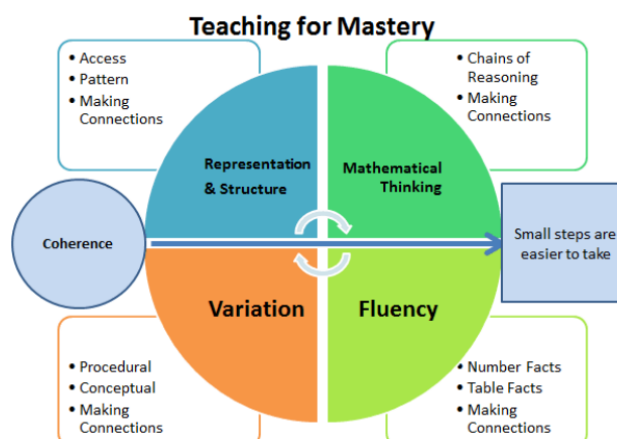 Teaching for Mastery
• Access
• Pattern
• Making
Connections
• Chains of
Reasoning
• Making
Connections
Representation
& Structure
Mathematical
Thinking
Coherence
Small steps are
easier to take
Variation
Fluency
• Procedural
• Conceptual
• Making
Connections
• Number Facts
• Table Facts
• Making
Connections